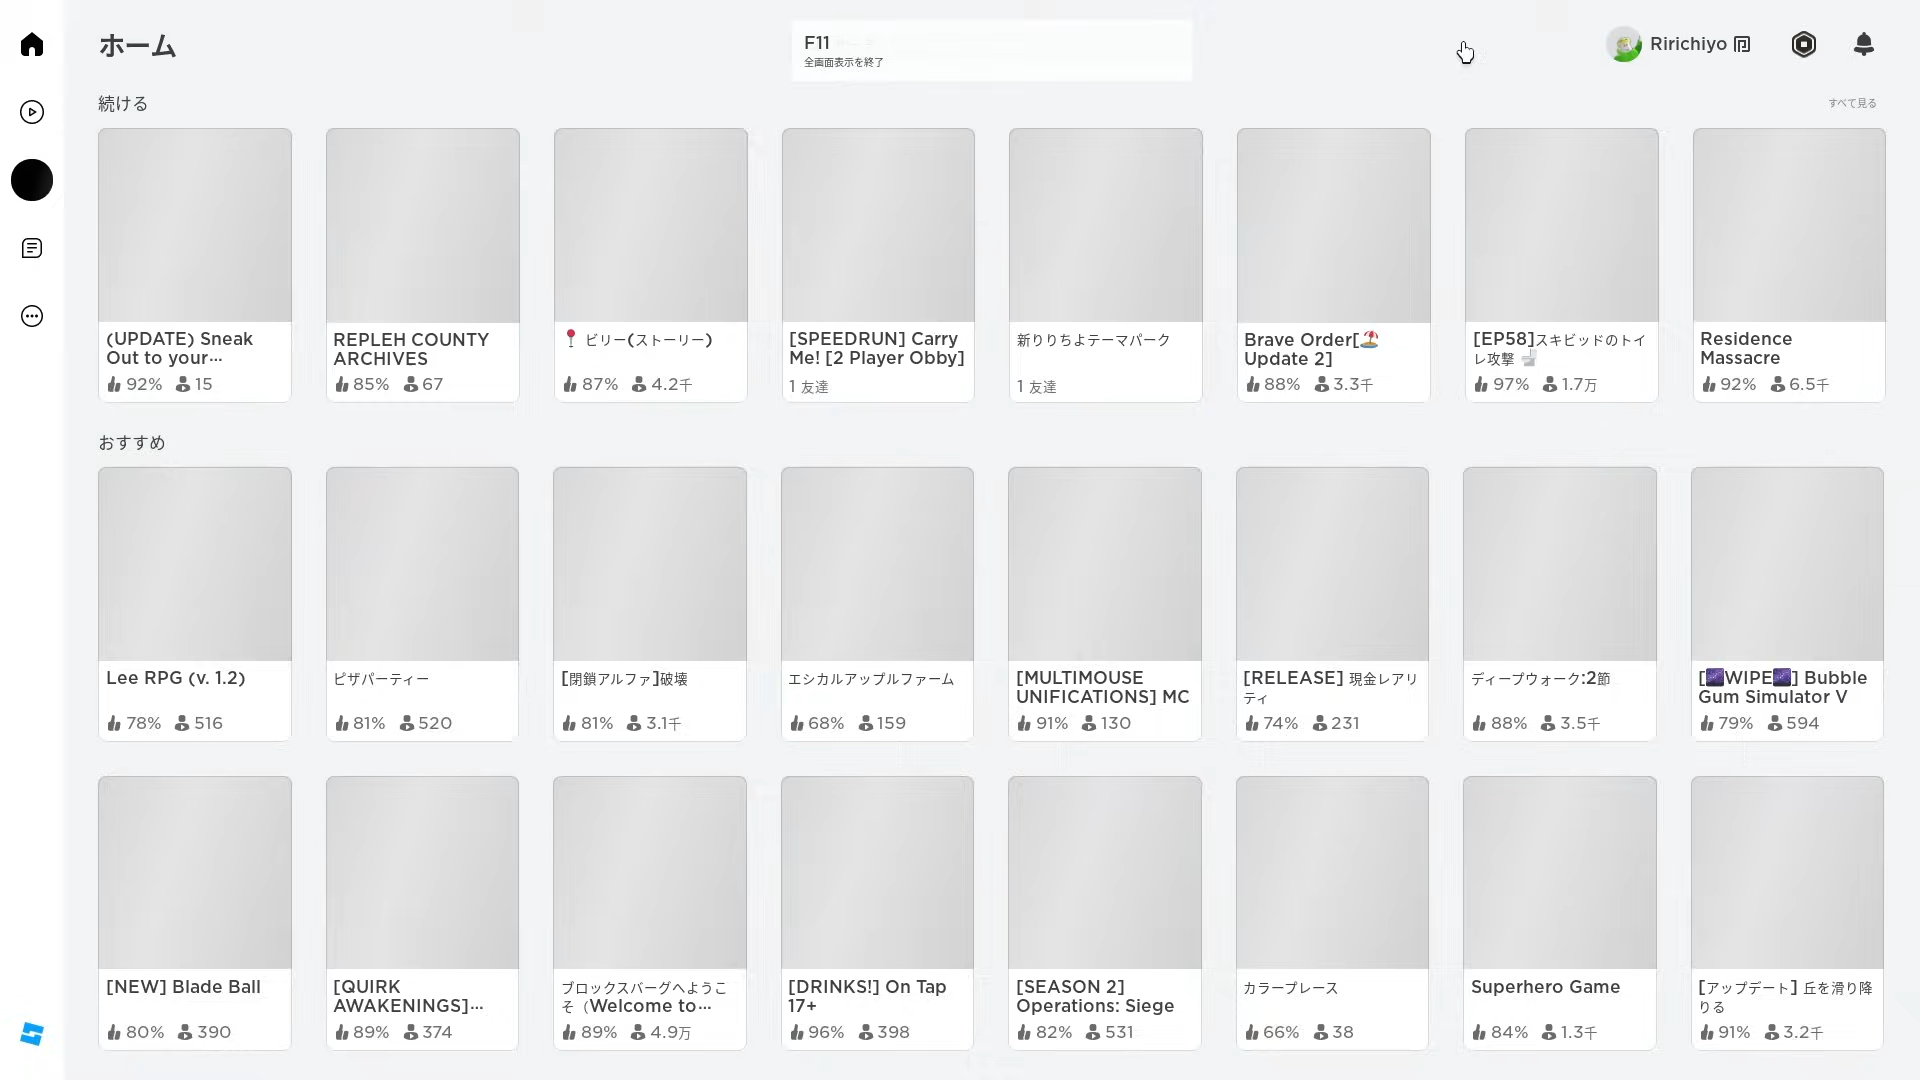 ホーム
F11
全画面表示を終了
Ririchiyo
続ける
すべて見る
(UPDATE) Sneak
Out to your…
92% 15
REPLEH COUNTY
ARCHIVES
85% 67
📍 ビリー(ストーリー)
87% 4.2千
[SPEEDRUN] Carry
Me! [2 Player Obby]
1 友達
新りりちよテーマパーク
1 友達
Brave Order[🏖️
Update 2]
88% 3.3千
[EP58]スキビッドのトイ
レ攻撃 🚽
97% 1.7万
Residence
Massacre
92% 6.5千
おすすめ
Lee RPG (v. 1.2)
78% 516
ピザパーティー
81% 520
[閉鎖アルファ]破壊
81% 3.1千
エシカルアップルファーム
68% 159
[MULTIMOUSE
UNIFICATIONS] MC
91% 130
[RELEASE] 現金レアリ
ティ
74% 231
ディープウォーク:2節
88% 3.5千
[🌌WIPE🌌] Bubble
Gum Simulator V
79% 594
[NEW] Blade Ball
80% 390
[QUIRK
AWAKENINGS]…
89% 374
ブロックスバーグへようこ
そ（Welcome to…
89% 4.9万
[DRINKS!] On Tap
17+
96% 398
[SEASON 2]
Operations: Siege
82% 531
カラープレース
66% 38
Superhero Game
84% 1.3千
[アップデート] 丘を滑り降
りる
91% 3.2千